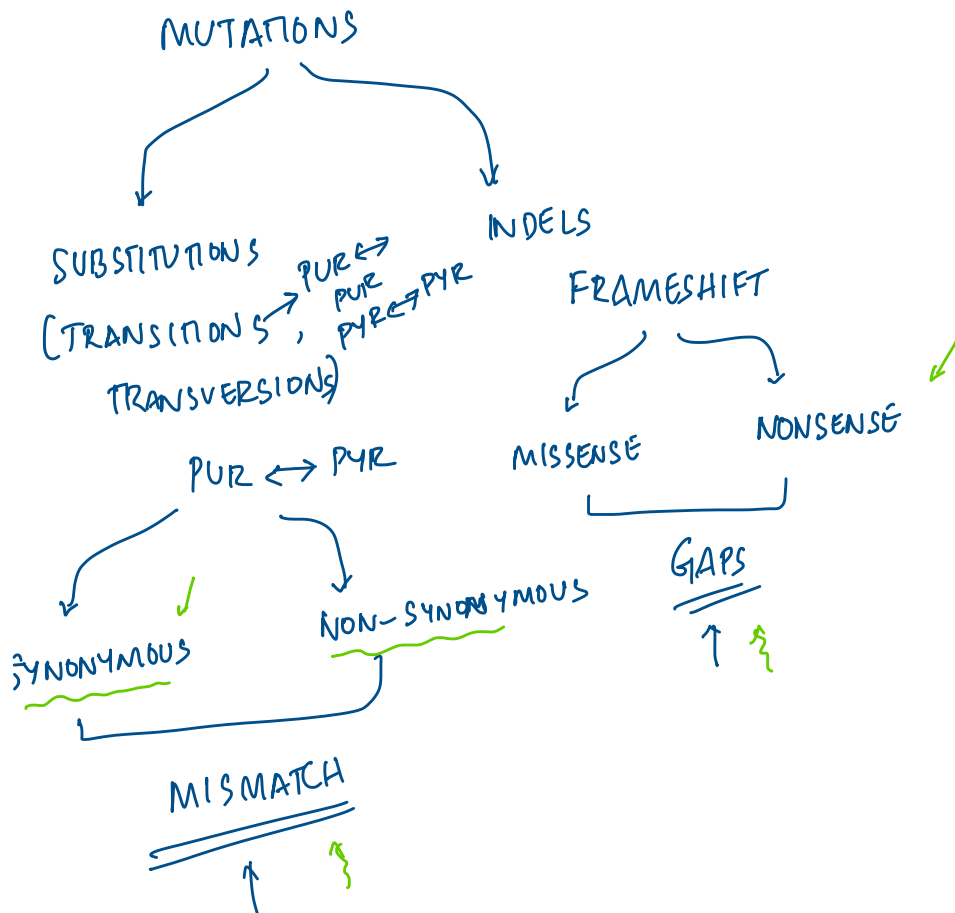 MUTATIONS
SUBSTITUTIONS
(TRANSITIONS → PUR ↔ PUR
, PYR ↔ PYR
TRANSVERSIONS)
PUR ↔ PYR
SYNONYMOUS
NON-SYNONYMOUS
MISMATCH
INDELS
FRAMESHIFT
MISSENSE
NONSENSE
GAPS